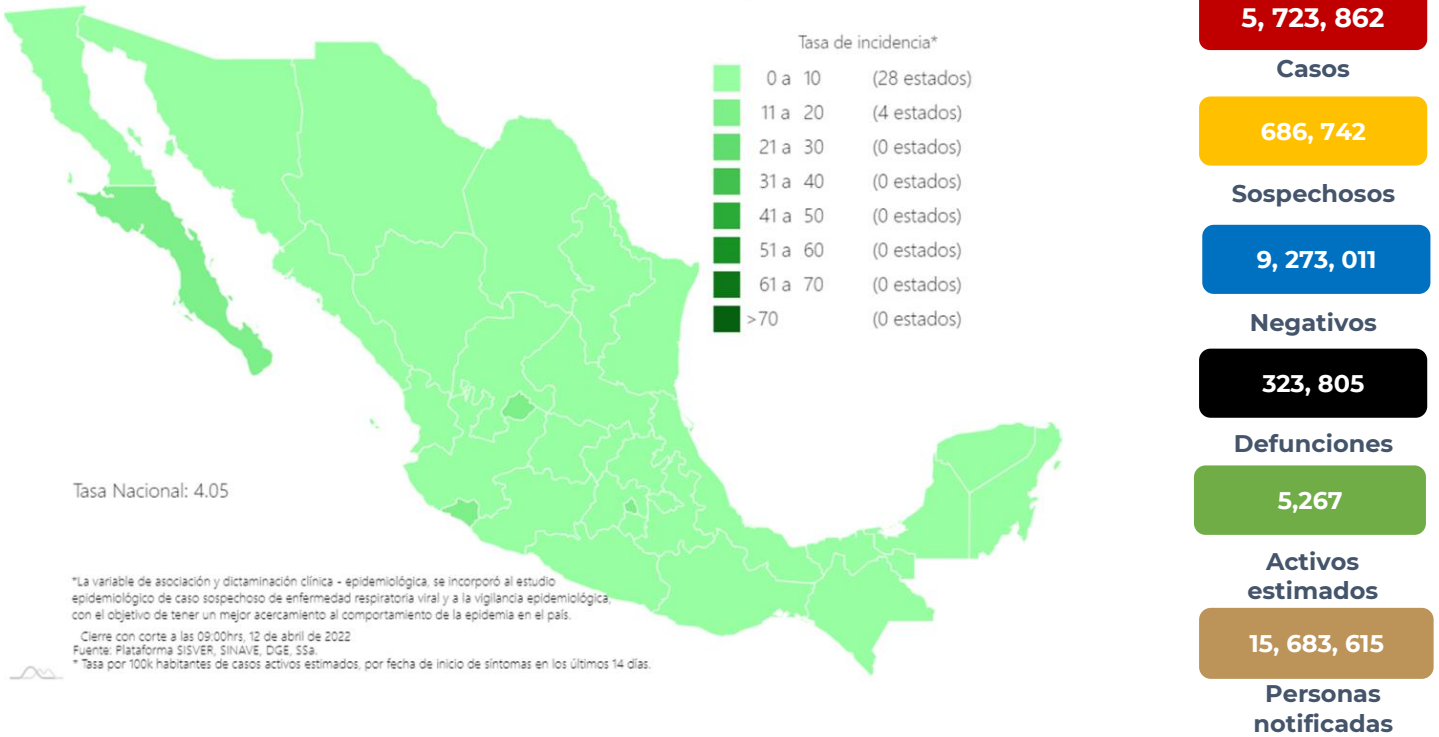 Tasa de incidencia*
0 a 10 (28 estados)
11 a 20 (4 estados)
21 a 30 (0 estados)
31 a 40 (0 estados)
41 a 50 (0 estados)
51 a 60 (0 estados)
61 a 70 (0 estados)
>70 (0 estados)
Tasa Nacional: 4.05
*La variable de asociación y dictaminación clínica - epidemiológica, se incorporó al estudio
epidemiológico de caso sospechoso de enfermedad respiratoria viral y a la vigilancia epidemiológica,
con el objetivo de tener un mejor acercamiento al comportamiento de la epidemia en el país.
Cierre con corte a las 09:00hrs, 12 de abril de 2022
Fuente: Plataforma SISVER, SINAVE, DGE, SSa.
* Tasa por 100k habitantes de casos activos estimados, por fecha de inicio de síntomas en los últimos 14 días.
5, 723, 862
Casos
686, 742
Sospechosos
9, 273, 011
Negativos
323, 805
Defunciones
5,267
Activos
estimados
15, 683, 615
Personas
notificadas